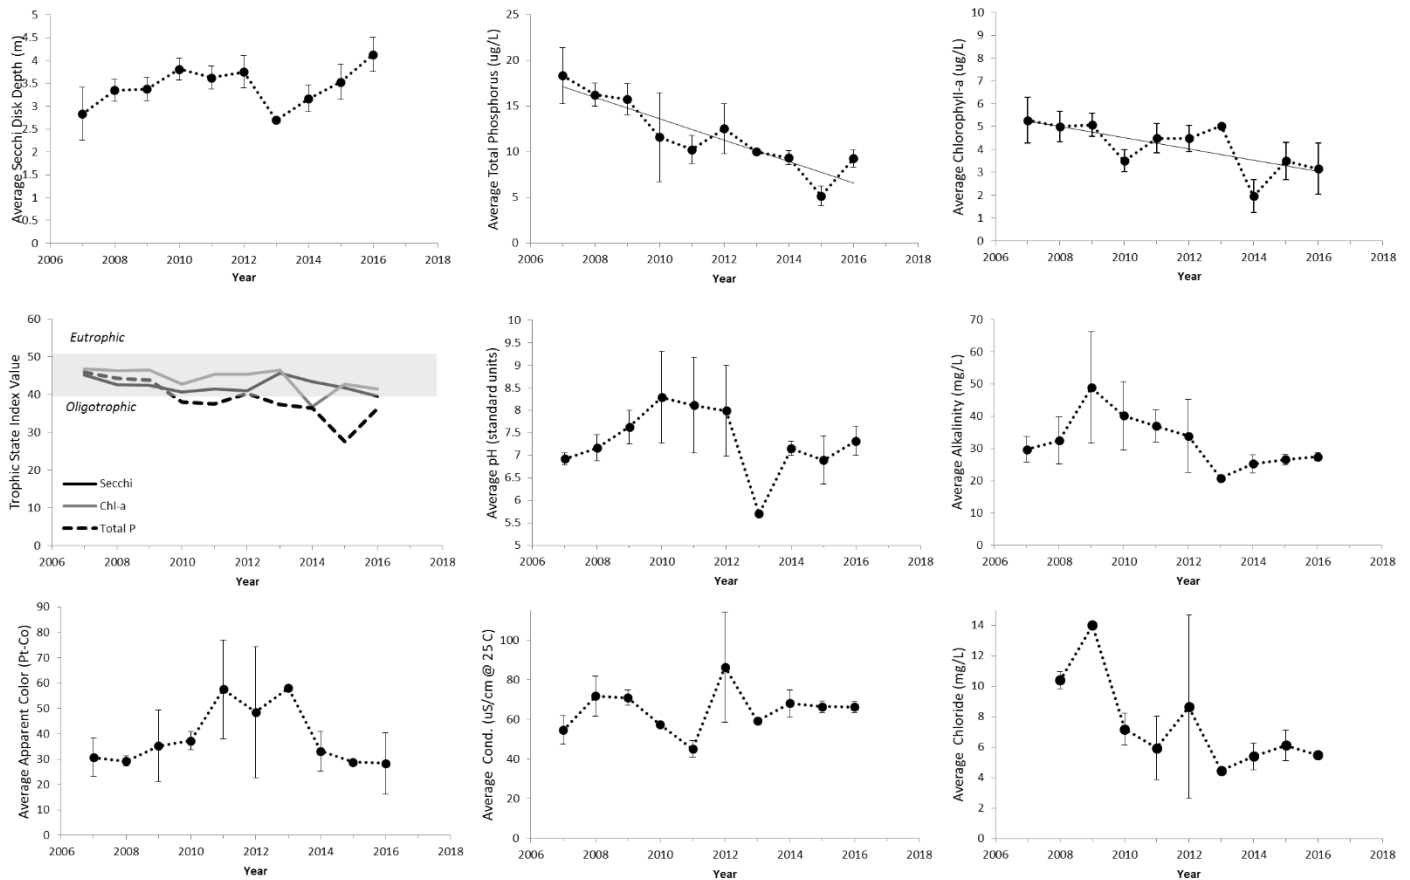 Average Secchi Disk Depth (m)
5
4.5
4
3.5
3
2.5
2
1.5
1
0.5
0
2006 2008 2010 2012 2014 2016 2018
Year
Average Total Phosphorus (ug/L)
25
20
15
10
5
0
2006 2008 2010 2012 2014 2016 2018
Year
Average Chlorophyll-a (ug/L)
10
9
8
7
6
5
4
3
2
1
0
2006 2008 2010 2012 2014 2016 2018
Year
Trophic State Index Value
60
50
40
30
20
10
0
Eutrophic
Oligotrophic
Secchi
Chl-a
Total P
2006 2008 2010 2012 2014 2016 2018
Year
Average pH (standard units)
10
9.5
9
8.5
8
7.5
7
6.5
6
5.5
5
2006 2008 2010 2012 2014 2016 2018
Year
Average Alkalinity (mg/L)
70
60
50
40
30
20
10
0
2006 2008 2010 2012 2014 2016 2018
Year
Average Apparent Color (Pt-Co)
90
80
70
60
50
40
30
20
10
0
2006 2008 2010 2012 2014 2016 2018
Year
Average Cond. (uS/cm @ 25 C)
100
80
60
40
20
0
2006 2008 2010 2012 2014 2016 2018
Year
Average Chloride (mg/L)
14
12
10
8
6
4
2
0
2006 2008 2010 2012 2014 2016 2018
Year